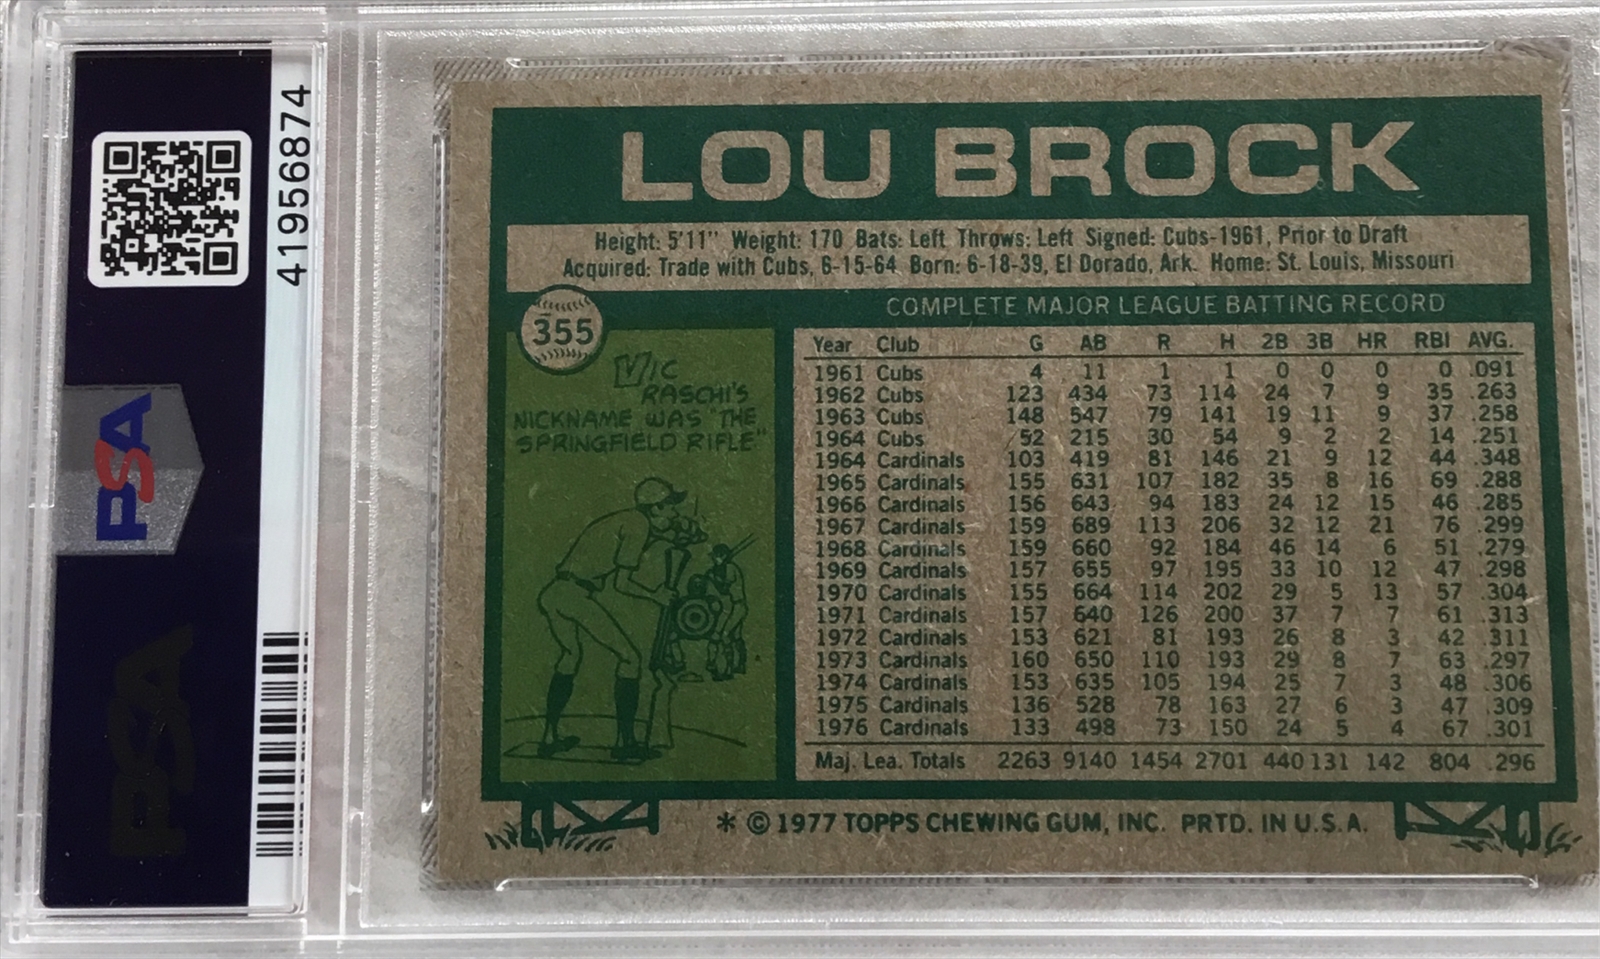 41956874
PSA
PSA
LOU BROCK
Height: 5'11" Weight: 170 Bats: Left Throws: Left Signed: Cubs-1961, Prior to Draft
Acquired: Trade with Cubs, 6-15-64 Born: 6-18-39, El Dorado, Ark. Home: St. Louis, Missouri
355
VIC
RASCHI'S
NICKNAME WAS "THE
SPRINGFIELD RIFLE"
COMPLETE MAJOR LEAGUE BATTING RECORD
Year Club G AB R H 2B 3B HR RBI AVG.
1961 Cubs 4 11 1 1 0 0 0 0 .091
1962 Cubs 123 434 73 114 24 7 9 35 .263
1963 Cubs 148 547 79 141 19 11 9 37 .258
1964 Cubs 52 215 30 54 9 2 2 14 .251
1964 Cardinals 103 419 81 146 21 9 12 44 .348
1965 Cardinals 155 631 107 182 35 8 16 69 .288
1966 Cardinals 156 643 94 183 24 12 15 46 .285
1967 Cardinals 159 689 113 206 32 12 21 76 .299
1968 Cardinals 159 660 92 184 46 14 6 51 .279
1969 Cardinals 157 655 97 195 33 10 12 47 .298
1970 Cardinals 155 664 114 202 29 5 13 57 .304
1971 Cardinals 157 640 126 200 37 7 7 61 .313
1972 Cardinals 153 621 81 193 26 8 3 42 .311
1973 Cardinals 160 650 110 193 29 8 7 63 .297
1974 Cardinals 153 635 105 194 25 7 3 48 .306
1975 Cardinals 136 528 78 163 27 6 3 47 .309
1976 Cardinals 133 498 73 150 24 5 4 67 .301
Maj. Lea. Totals 2263 9140 1454 2701 440 131 142 804 .296
* © 1977 TOPPS CHEWING GUM, INC. PRTD. IN U.S.A.